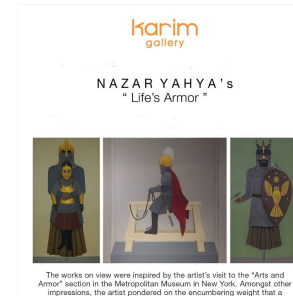 karim
gallery
NAZAR YAHYA's
“ Life's Armor ”
The works on view were inspired by the artist's visit to the “Arts and
Armor” section in the Metropolitan Museum in New York. Amongst other
impressions, the artist pondered on the encumbering weight that a